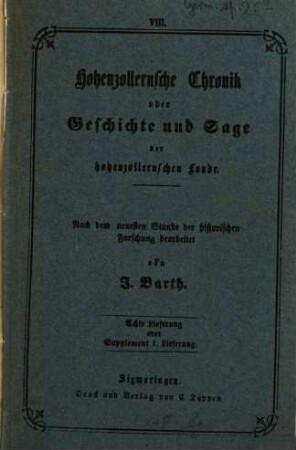 VIII.
Hohenzollernsche Chronik
oder
Geschichte und Sage
der
hohenzollernschen Lande.
Nach dem neuesten Stande der historischen
Forschung bearbeitet
von
J. Barth.
Achte Lieferung
oder
Supplement 1. Lieferung.
Sigmaringen.
Druck und Verlag von C. Tappen.